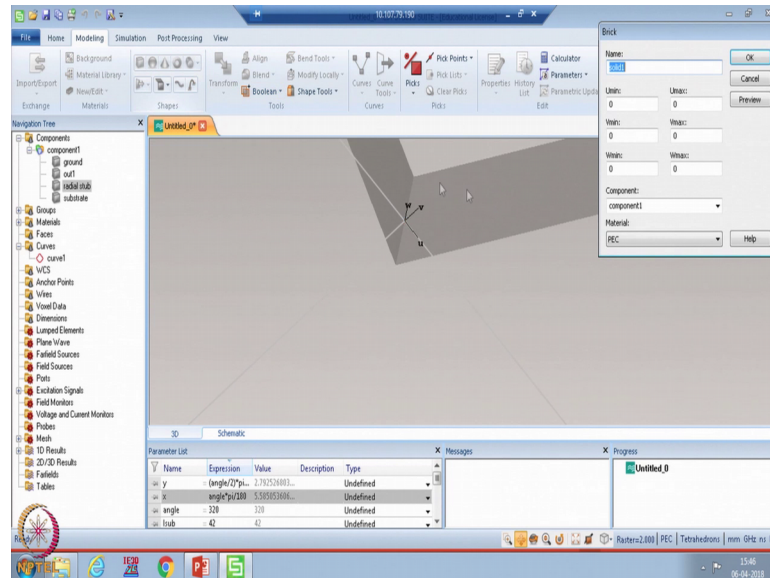 10.107.79.190
File Home Modeling Simulation Post Processing View
Import/Export
Exchange
Background
Material Library
New/Edit
Materials
Shapes
Transform
Align
Blend
Boolean
Bend Tools
Modify Locally
Shape Tools
Tools
Curves
Curve Tools
Curves
Picks
Pick Points
Pick Lists
Clear Picks
Picks
Properties
History List
Calculator
Parameters
Parametric Upda
Edit
Brick
Name:
solid1
OK
Cancel
Preview
Umin: Umax:
0 0
Vmin: Vmax:
0 0
Wmin: Wmax:
0 0
Component:
component1
Material:
PEC
Help
Navigation Tree
Untitled_0*
Components
component1
ground
out1
radial stub
substrate
Groups
Materials
Faces
Curves
curve1
WCS
Anchor Points
Wires
Voxel Data
Dimensions
Lumped Elements
Plane Wave
Farfield Sources
Field Sources
Ports
Excitation Signals
Field Monitors
Voltage and Current Monitors
Probes
Mesh
1D Results
2D/3D Results
Farfields
Tables
w v
u
3D Schematic
Parameter List
Name Expression Value Description Type
y = (angle/2)*pi... 2.792526803... Undefined
x angle*pi/180 5.585053606... Undefined
angle = 320 320 Undefined
lsub = 42 42 Undefined
Messages
Progress
Untitled_0
Raster=2.000 PEC Tetrahedrons mm GHz ns
NPTEL
IE20
15:46
06-04-2018